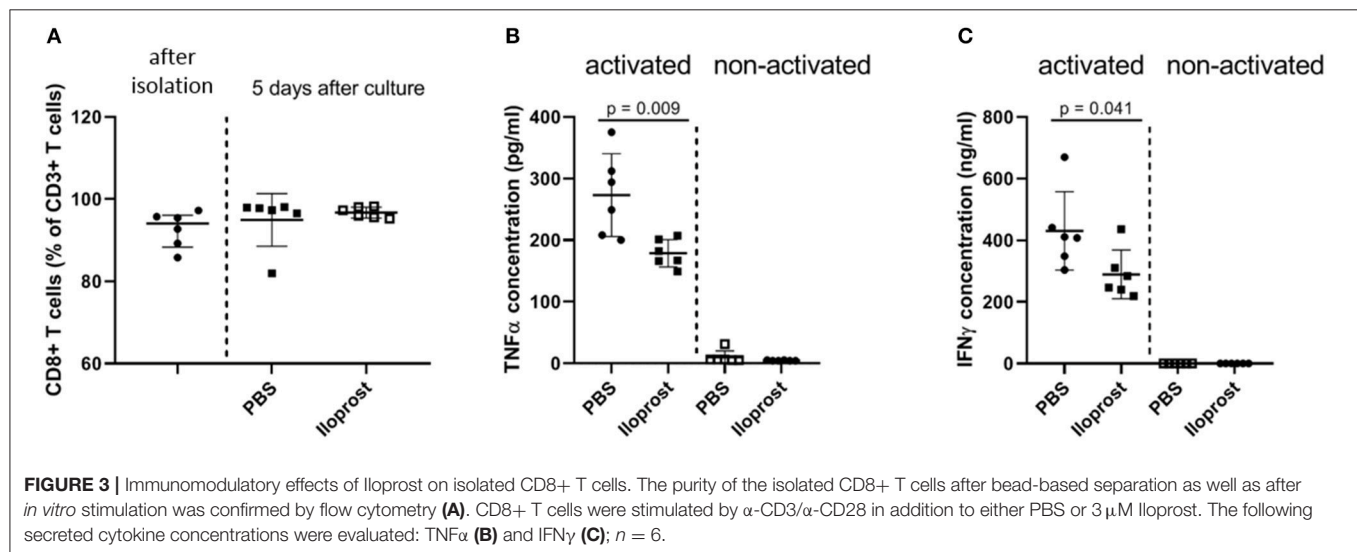 A
after
isolation
5 days after culture
CD8+ T cells (% of CD3+ T cells)
120
100
80
60
PBS
Iloprost
B
activated
non-activated
p = 0.009
TNFα concentration (pg/ml)
400
300
200
100
0
PBS
Iloprost
PBS
Iloprost
C
activated
non-activated
p = 0.041
IFNγ concentration (ng/ml)
800
600
400
200
0
PBS
Iloprost
PBS
Iloprost
FIGURE 3 | Immunomodulatory effects of Iloprost on isolated CD8+ T cells. The purity of the isolated CD8+ T cells after bead-based separation as well as after
in vitro stimulation was confirmed by flow cytometry (A). CD8+ T cells were stimulated by α-CD3/α-CD28 in addition to either PBS or 3 μM Iloprost. The following
secreted cytokine concentrations were evaluated: TNFα (B) and IFNγ (C); n = 6.